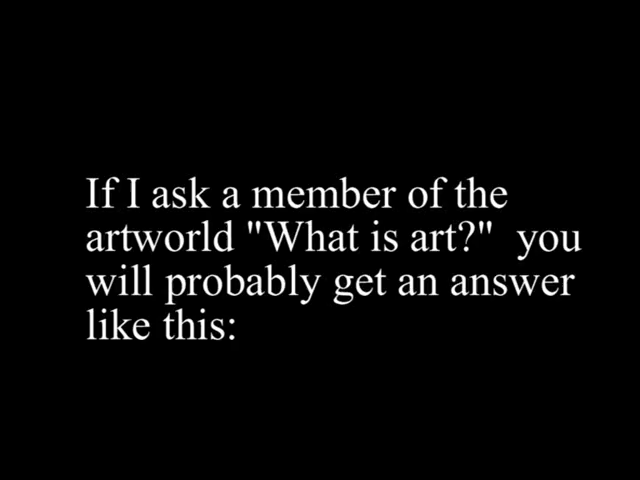 If I ask a member of the
artworld "What is art?"  you
will probably get an answer
like this: